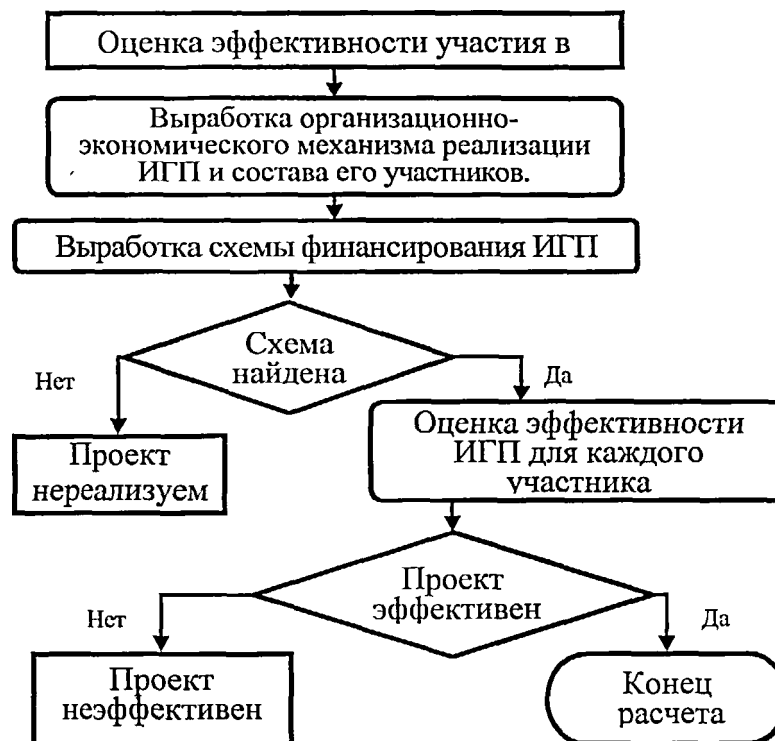 Оценка эффективности участия в
Выработка организационно-
экономического механизма реализации
ИГП и состава его участников.
Выработка схемы финансирования ИГП
Схема
найдена
Нет
Да
Проект
нереализуем
Оценка эффективности
ИГП для каждого
участника
Проект
эффективен
Нет
Да
Проект
неэффективен
Конец
расчета